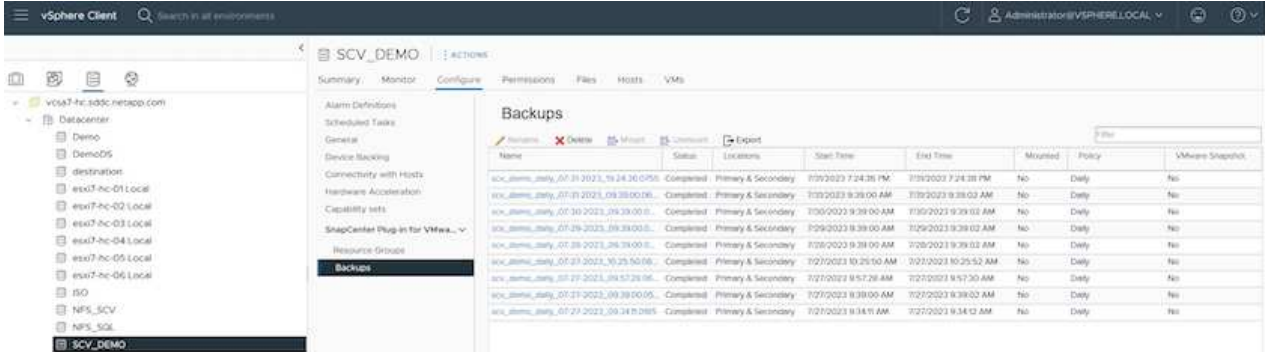 vSphere Client Search in all environments Administrator@VSPHERE.LOCAL
SCV_DEMO ACTIONS
Summary Monitor Configure Permissions Files Hosts VMs
vcsa7-hc.sddc.netapp.com
Datacenter
Demo
DemoDS
destination
esxi7-hc-01 Local
esxi7-hc-02 Local
esxi7-hc-03 Local
esxi7-hc-04 Local
esxi7-hc-05 Local
esxi7-hc-06 Local
ISO
NFS_SCV
NFS_SQL
SCV_DEMO
Alarm Definitions
Scheduled Tasks
General
Device Backing
Connectivity with Hosts
Hardware Acceleration
Capability sets
SnapCenter Plug-in for VMwa...
Resource Groups
Backups
Backups
Rename Delete Mount Unmount Export Filter
Name Status Locations Start Time End Time Mounted Policy VMware Snapshot
Completed Primary & Secondary 7/31/2023 7:24:36 PM 7/31/2023 7:24:38 PM No Daily No
Completed Primary & Secondary 7/31/2023 9:39:00 AM 7/31/2023 9:39:02 AM No Daily No
Completed Primary & Secondary 7/30/2023 9:39:00 AM 7/30/2023 9:39:02 AM No Daily No
Completed Primary & Secondary 7/29/2023 9:39:00 AM 7/29/2023 9:39:02 AM No Daily No
Completed Primary & Secondary 7/28/2023 9:39:00 AM 7/28/2023 9:39:02 AM No Daily No
Completed Primary & Secondary 7/27/2023 10:25:50 AM 7/27/2023 10:25:52 AM No Daily No
Completed Primary & Secondary 7/27/2023 9:57:28 AM 7/27/2023 9:57:30 AM No Daily No
Completed Primary & Secondary 7/27/2023 9:39:00 AM 7/27/2023 9:39:02 AM No Daily No
Completed Primary & Secondary 7/27/2023 9:34:11 AM 7/27/2023 9:34:12 AM No Daily No